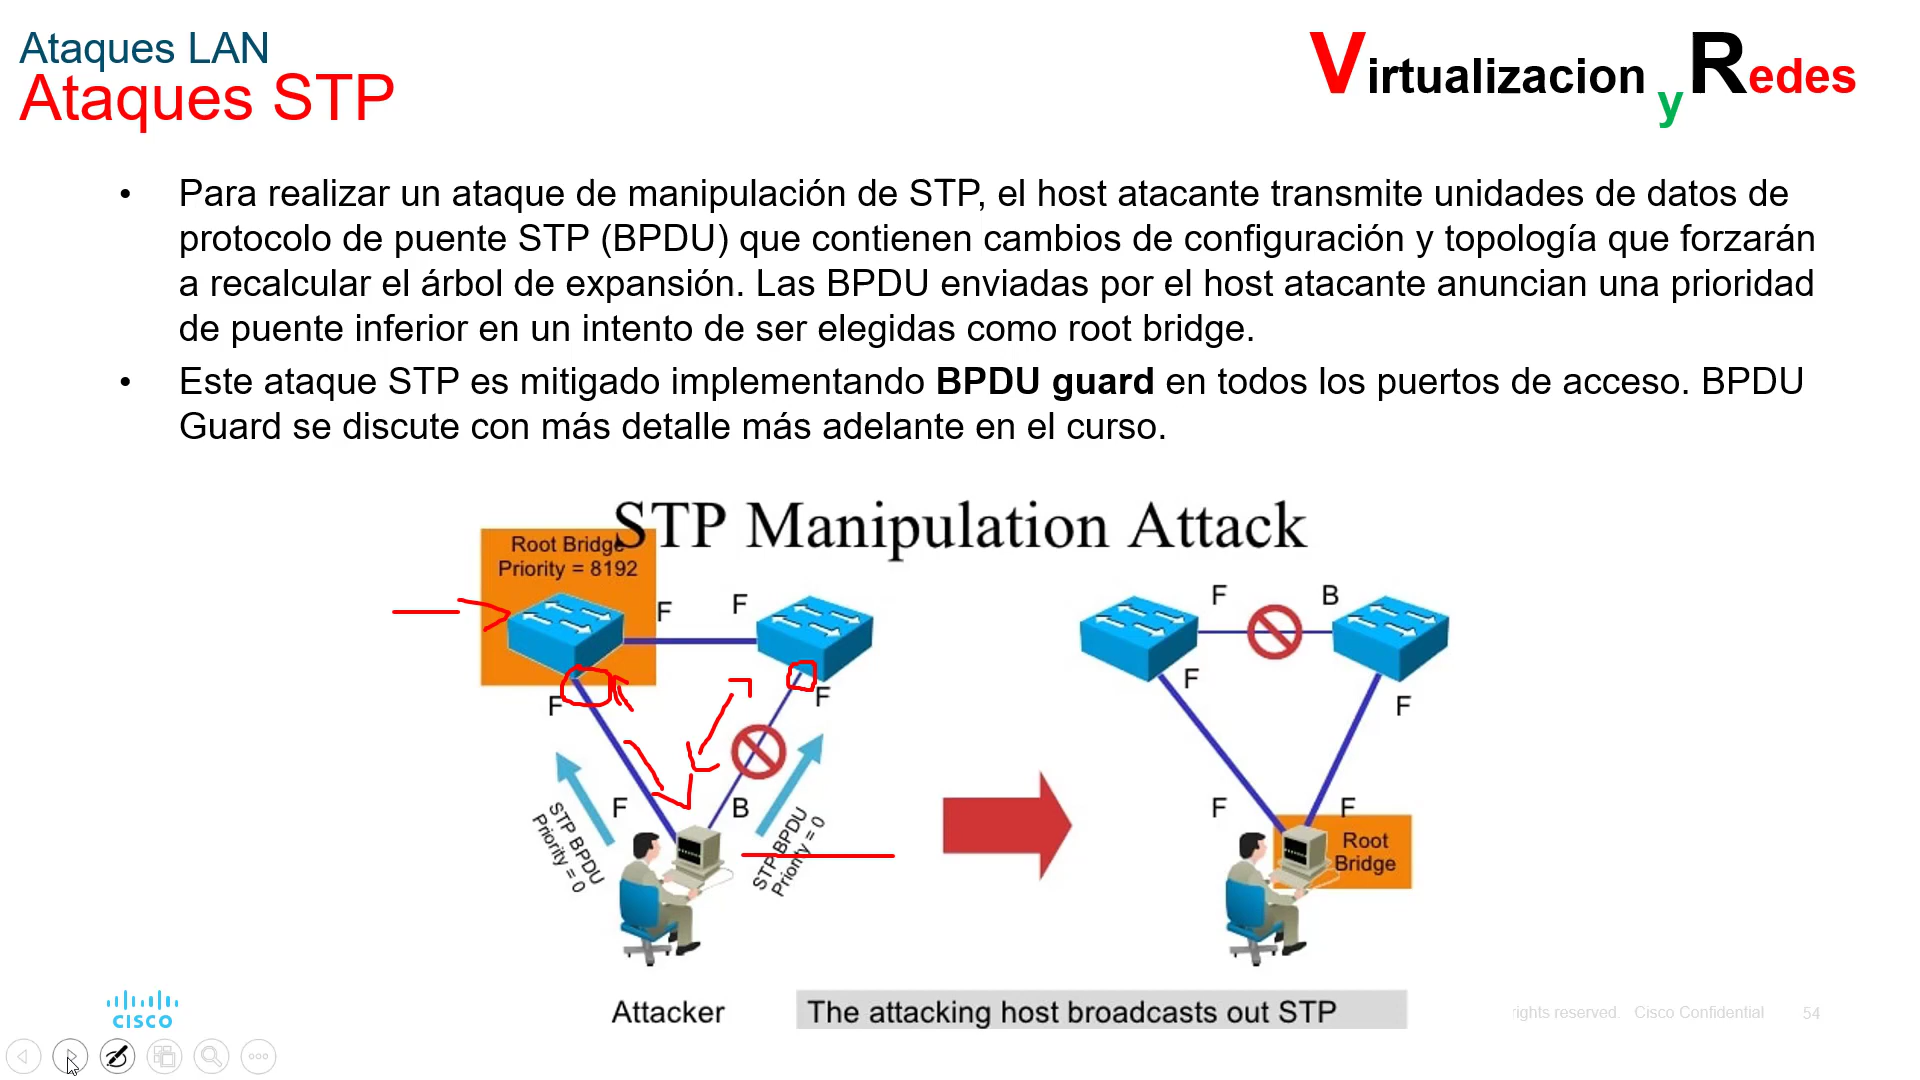 Ataques LAN
Ataques STP
Virtualizacion y Redes
• Para realizar un ataque de manipulación de STP, el host atacante transmite unidades de datos de
protocolo de puente STP (BPDU) que contienen cambios de configuración y topología que forzarán
a recalcular el árbol de expansión. Las BPDU enviadas por el host atacante anuncian una prioridad
de puente inferior en un intento de ser elegidas como root bridge.
• Este ataque STP es mitigado implementando BPDU guard en todos los puertos de acceso. BPDU
Guard se discute con más detalle más adelante en el curso.
STP Manipulation Attack
Root Bridge
Priority = 8192
F
F
F
F
F
B
STP BPDU
Priority = 0
STP BPDU
Priority = 0
Attacker
F
B
F
F
F
F
Root
Bridge
The attacking host broadcasts out STP
CISCO
rights reserved. Cisco Confidential
54